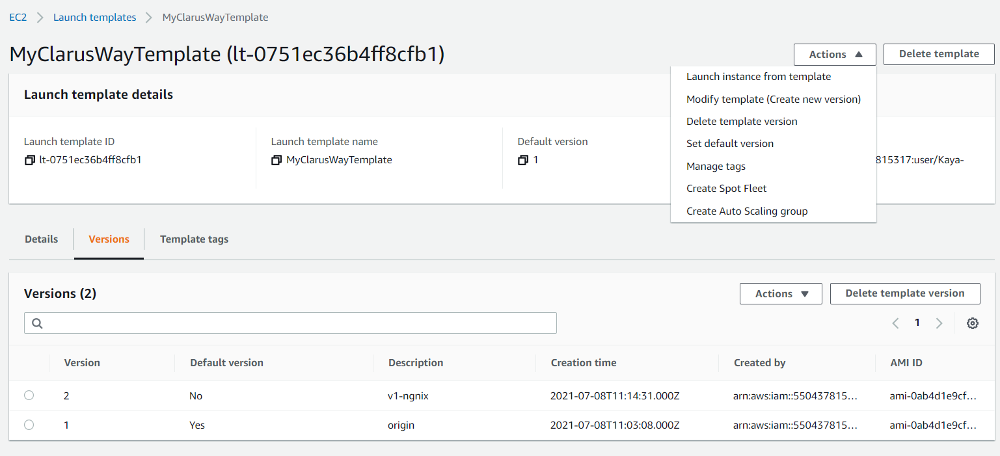 EC2 Launch templates MyClarusWayTemplate
MyClarusWayTemplate (lt-0751ec36b4ff8cfb1)
Actions
Delete template
Launch instance from template
Modify template (Create new version)
Delete template version
Set default version
Manage tags
Create Spot Fleet
Create Auto Scaling group
Launch template details
Launch template ID
lt-0751ec36b4ff8cfb1
Launch template name
MyClarusWayTemplate
Default version
1
815317:user/Kaya-
Details Versions Template tags
Versions (2)
Actions
Delete template version
1
Version Default version Description Creation time Created by AMI ID
2 No v1-ngnix 2021-07-08T11:14:31.000Z arn:aws:iam::550437815… ami-0ab4d1e9cf…
1 Yes origin 2021-07-08T11:03:08.000Z arn:aws:iam::550437815… ami-0ab4d1e9cf…